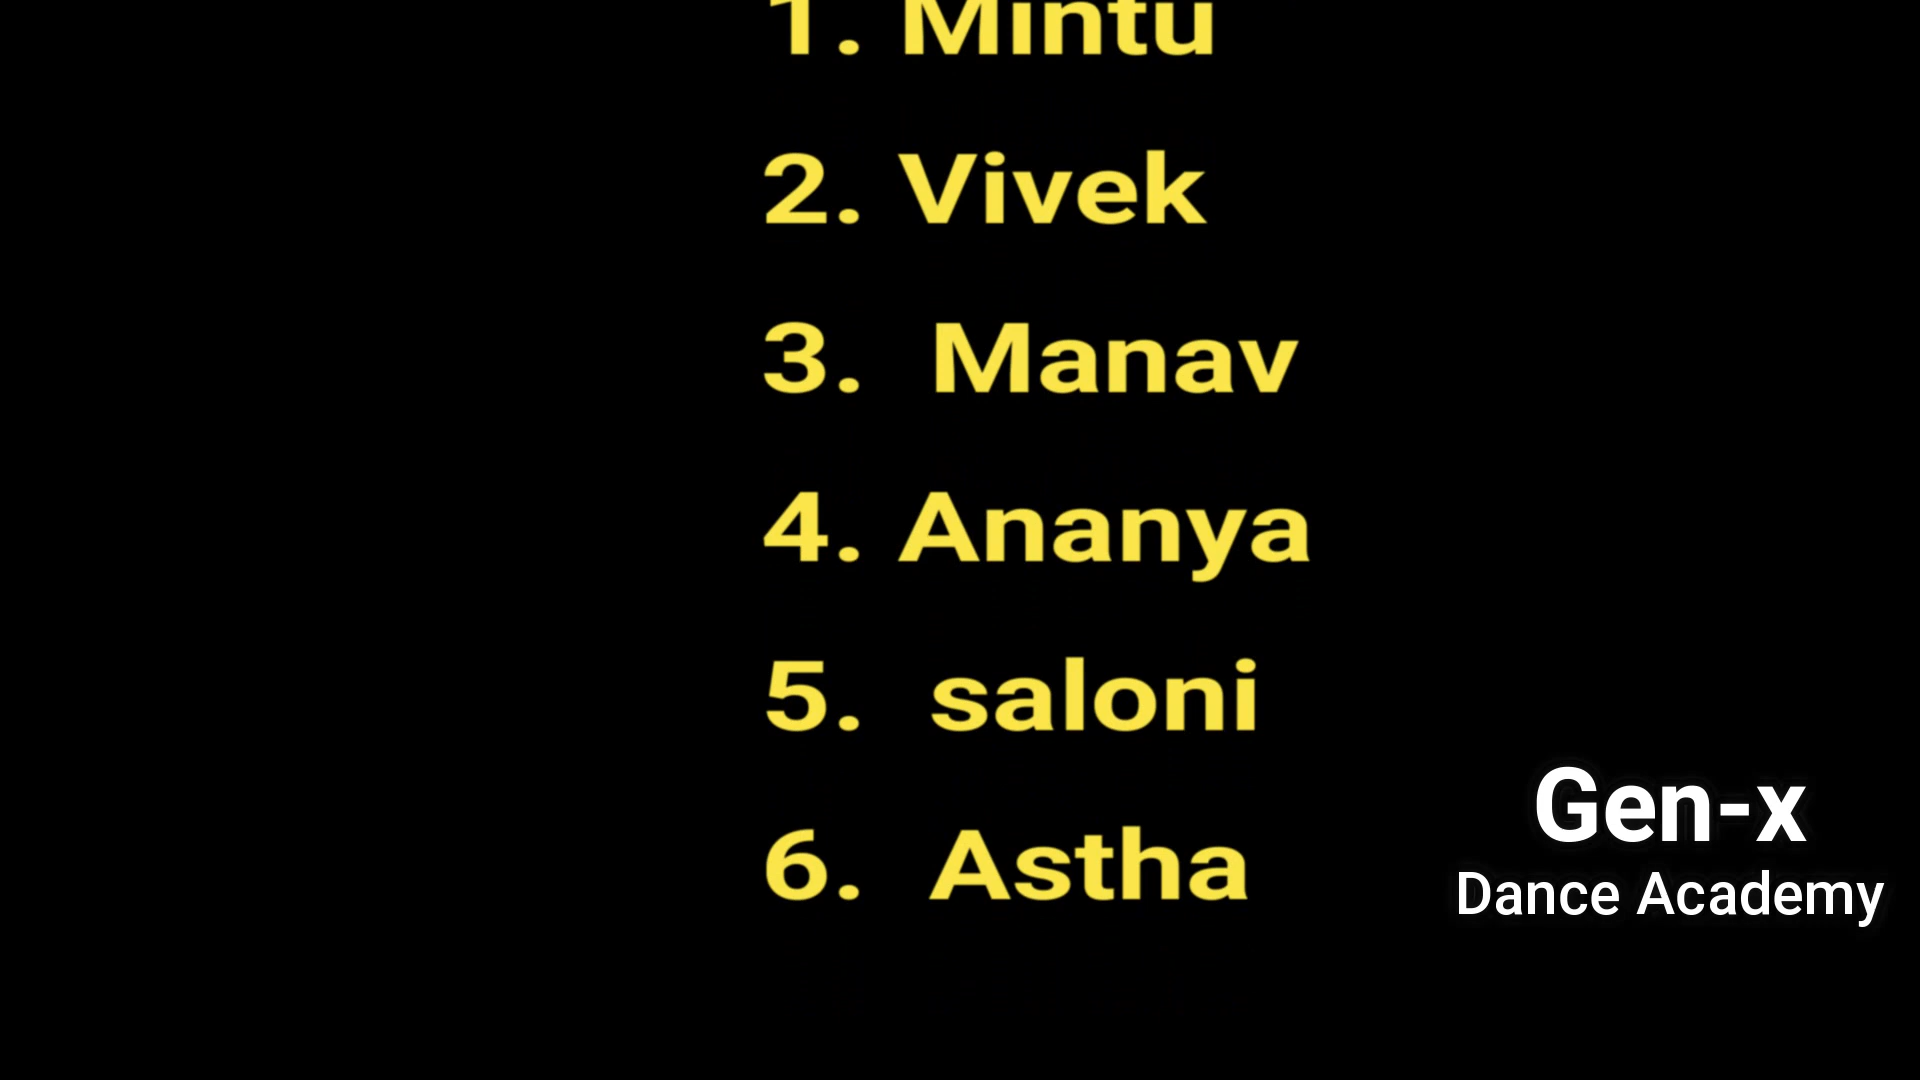 1. Mintu
2. Vivek
3. Manav
4. Ananya
5. saloni
6. Astha
Gen-x
Dance Academy